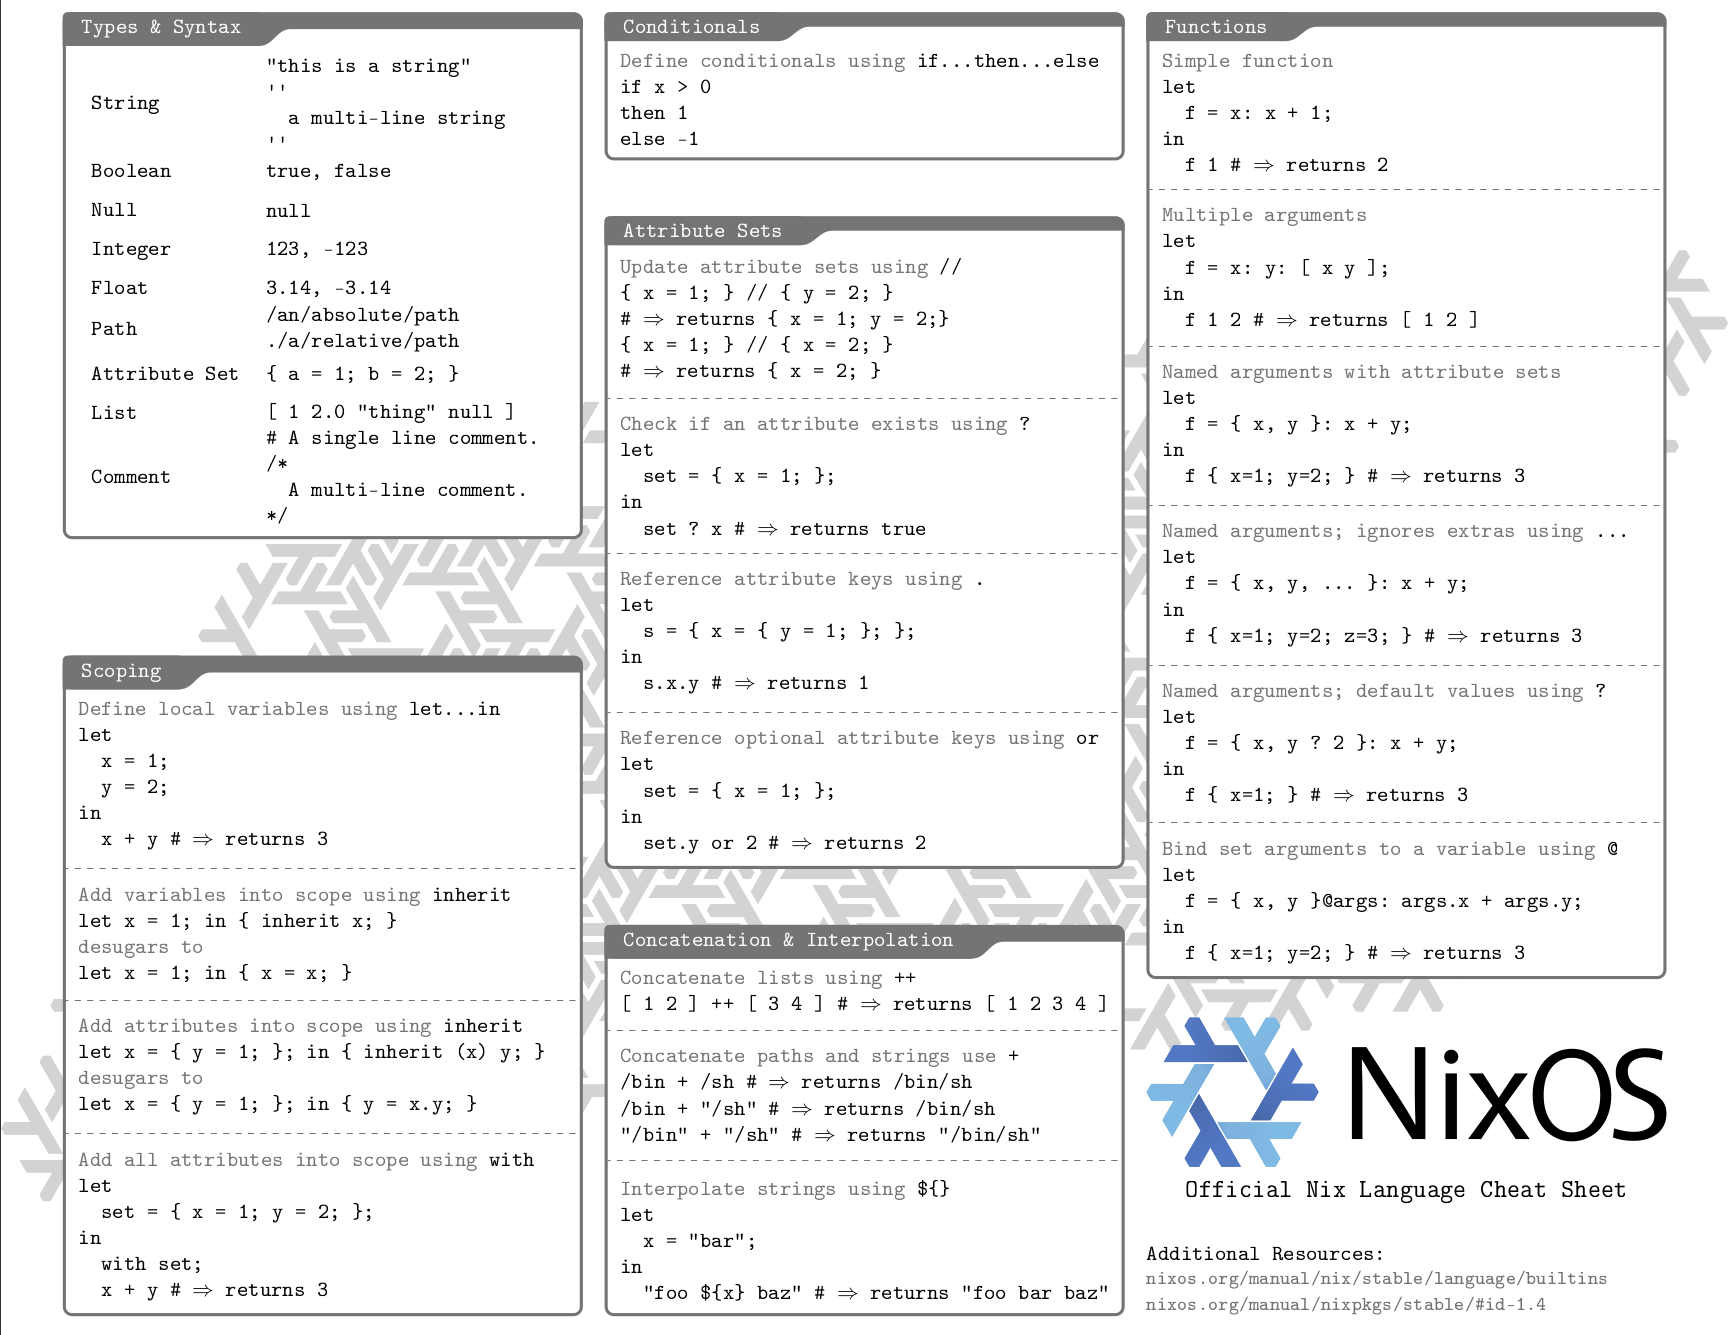 Types & Syntax
String
"this is a string"
''
  a multi-line string
''
Boolean true, false
Null null
Integer 123, -123
Float 3.14, -3.14
Path
/an/absolute/path
./a/relative/path
Attribute Set { a = 1; b = 2; }
List [ 1 2.0 "thing" null ]
Comment
# A single line comment.
/*
  A multi-line comment.
*/
Scoping
Define local variables using let...in
let
  x = 1;
  y = 2;
in
  x + y # ⇒ returns 3
Add variables into scope using inherit
let x = 1; in { inherit x; }
desugars to
let x = 1; in { x = x; }
Add attributes into scope using inherit
let x = { y = 1; }; in { inherit (x) y; }
desugars to
let x = { y = 1; }; in { y = x.y; }
Add all attributes into scope using with
let
  set = { x = 1; y = 2; };
in
  with set;
  x + y # ⇒ returns 3
Conditionals
Define conditionals using if...then...else
if x > 0
then 1
else -1
Attribute Sets
Update attribute sets using //
{ x = 1; } // { y = 2; }
# ⇒ returns { x = 1; y = 2;}
{ x = 1; } // { x = 2; }
# ⇒ returns { x = 2; }
Check if an attribute exists using ?
let
  set = { x = 1; };
in
  set ? x # ⇒ returns true
Reference attribute keys using .
let
  s = { x = { y = 1; }; };
in
  s.x.y # ⇒ returns 1
Reference optional attribute keys using or
let
  set = { x = 1; };
in
  set.y or 2 # ⇒ returns 2
Concatenation & Interpolation
Concatenate lists using ++
[ 1 2 ] ++ [ 3 4 ] # ⇒ returns [ 1 2 3 4 ]
Concatenate paths and strings use +
/bin + /sh # ⇒ returns /bin/sh
/bin + "/sh" # ⇒ returns /bin/sh
"/bin" + "/sh" # ⇒ returns "/bin/sh"
Interpolate strings using ${}
let
  x = "bar";
in
  "foo ${x} baz" # ⇒ returns "foo bar baz"
Functions
Simple function
let
  f = x: x + 1;
in
  f 1 # ⇒ returns 2
Multiple arguments
let
  f = x: y: [ x y ];
in
  f 1 2 # ⇒ returns [ 1 2 ]
Named arguments with attribute sets
let
  f = { x, y }: x + y;
in
  f { x=1; y=2; } # ⇒ returns 3
Named arguments; ignores extras using ...
let
  f = { x, y, ... }: x + y;
in
  f { x=1; y=2; z=3; } # ⇒ returns 3
Named arguments; default values using ?
let
  f = { x, y ? 2 }: x + y;
in
  f { x=1; } # ⇒ returns 3
Bind set arguments to a variable using @
let
  f = { x, y }@args: args.x + args.y;
in
  f { x=1; y=2; } # ⇒ returns 3
NixOS
Official Nix Language Cheat Sheet
Additional Resources:
nixos.org/manual/nix/stable/language/builtins
nixos.org/manual/nixpkgs/stable/#id-1.4